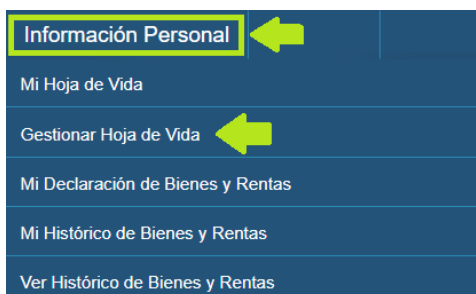 Información Personal
Mi Hoja de Vida
Gestionar Hoja de Vida
Mi Declaración de Bienes y Rentas
Mi Histórico de Bienes y Rentas
Ver Histórico de Bienes y Rentas